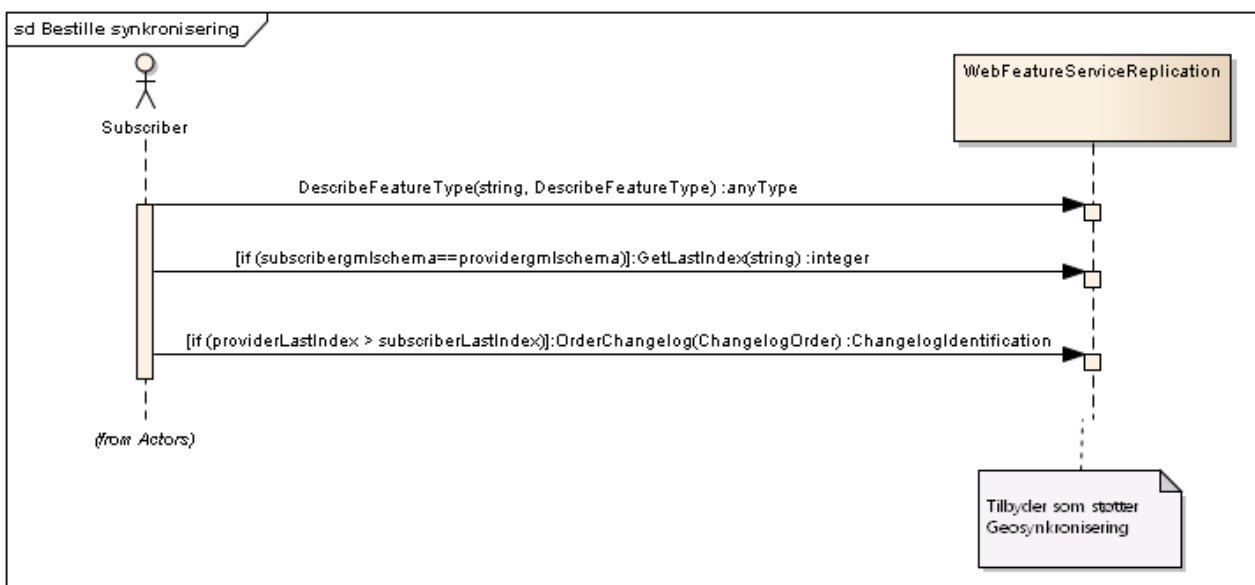 sd Bestille synkronisering
WebFeatureServiceReplication
Subscriber
DescribeFeatureType(string, DescribeFeatureType) :anyType
[if (subscribergmlschema==providergmlschema)]:GetLastIndex(string) :integer
[if (providerLastIndex > subscriberLastIndex)]:OrderChangelog(ChangelogOrder) :ChangelogIdentification
(from Actors)
Tilbyder som støtter
Geosynkronisering